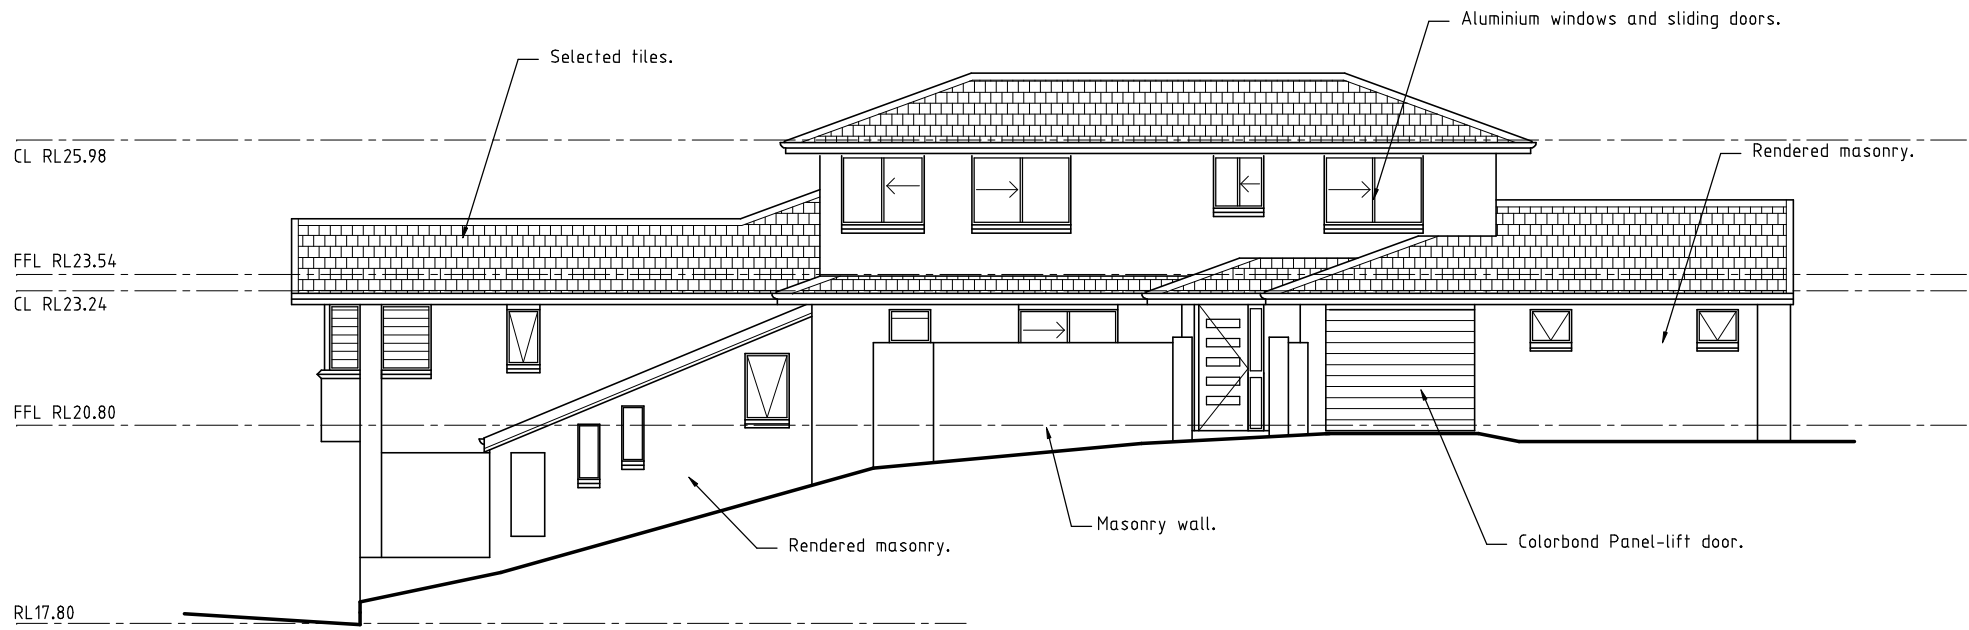 Aluminium windows and sliding doors.
Selected tiles.
CL RL25.98
Rendered masonry.
FFL RL23.54
CL RL23.24
FFL RL20.80
Masonry wall.
Colorbond Panel-lift door.
Rendered masonry.
RL17.80